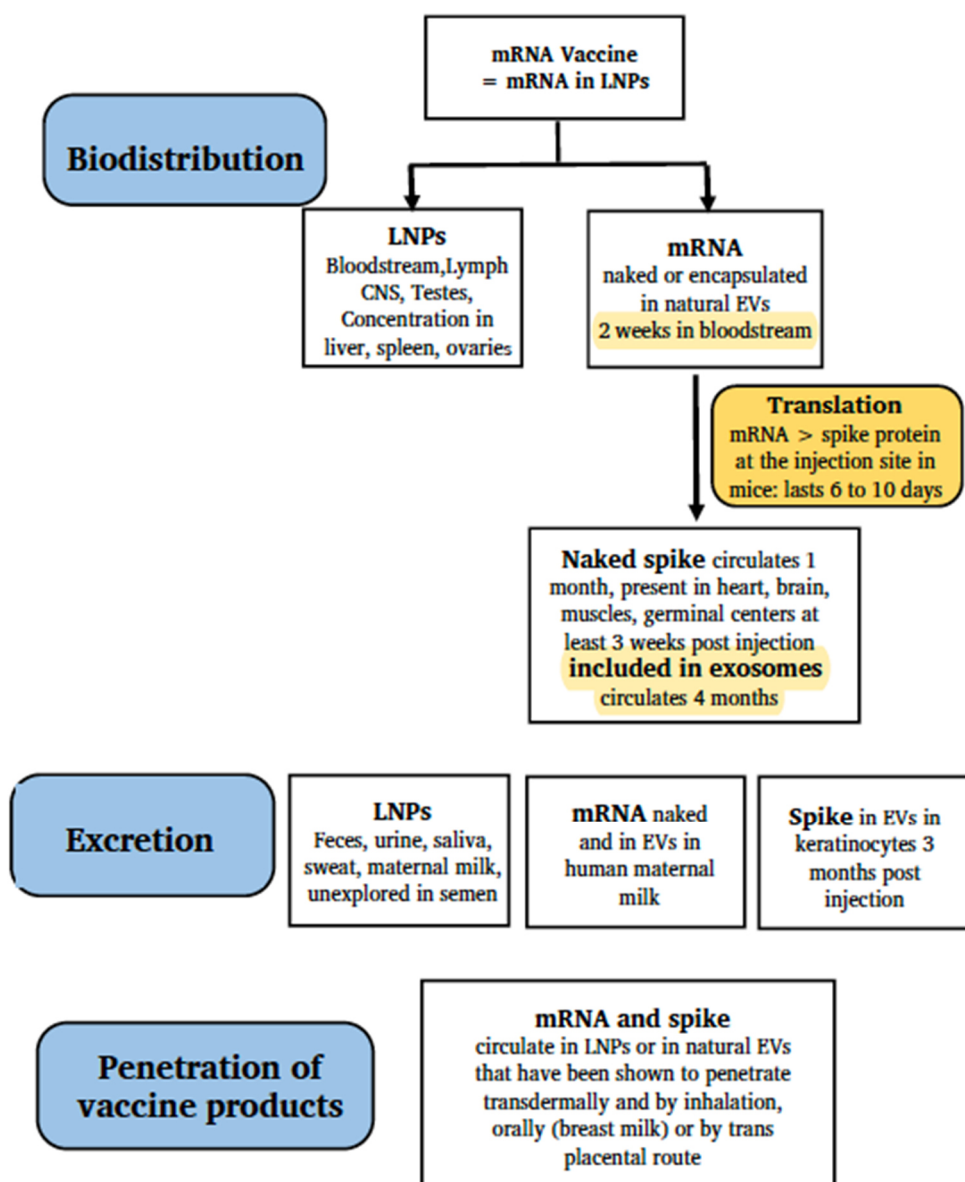 mRNA Vaccine
= mRNA in LNPs
Biodistribution
LNPs
Bloodstream,Lymph
CNS, Testes,
Concentration in
liver, spleen, ovaries
mRNA
naked or encapsulated
in natural EVs
2 weeks in bloodstream
Translation
mRNA > spike protein
at the injection site in
mice: lasts 6 to 10 days
Naked spike circulates 1
month, present in heart, brain,
muscles, germinal centers at
least 3 weeks post injection
included in exosomes
circulates 4 months
Excretion
LNPs
Feces, urine, saliva,
sweat, maternal milk,
unexplored in semen
mRNA naked
and in EVs in
human maternal
milk
Spike in EVs in
keratinocytes 3
months post
injection
Penetration of
vaccine products
mRNA and spike
circulate in LNPs or in natural EVs
that have been shown to penetrate
transdermally and by inhalation,
orally (breast milk) or by trans
placental route